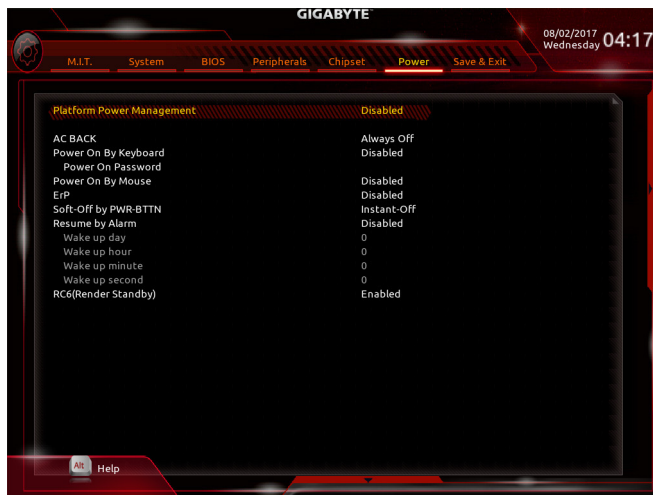 GIGABYTE™
08/02/2017 04:17
Wednesday
M.I.T. System BIOS Peripherals Chipset Power Save & Exit
Platform Power Management Disabled
AC BACK Always Off
Power On By Keyboard Disabled
Power On Password
Power On By Mouse Disabled
ErP Disabled
Soft-Off by PWR-BTTN Instant-Off
Resume by Alarm Disabled
Wake up day 0
Wake up hour 0
Wake up minute 0
Wake up second 0
RC6(Render Standby) Enabled
Alt Help